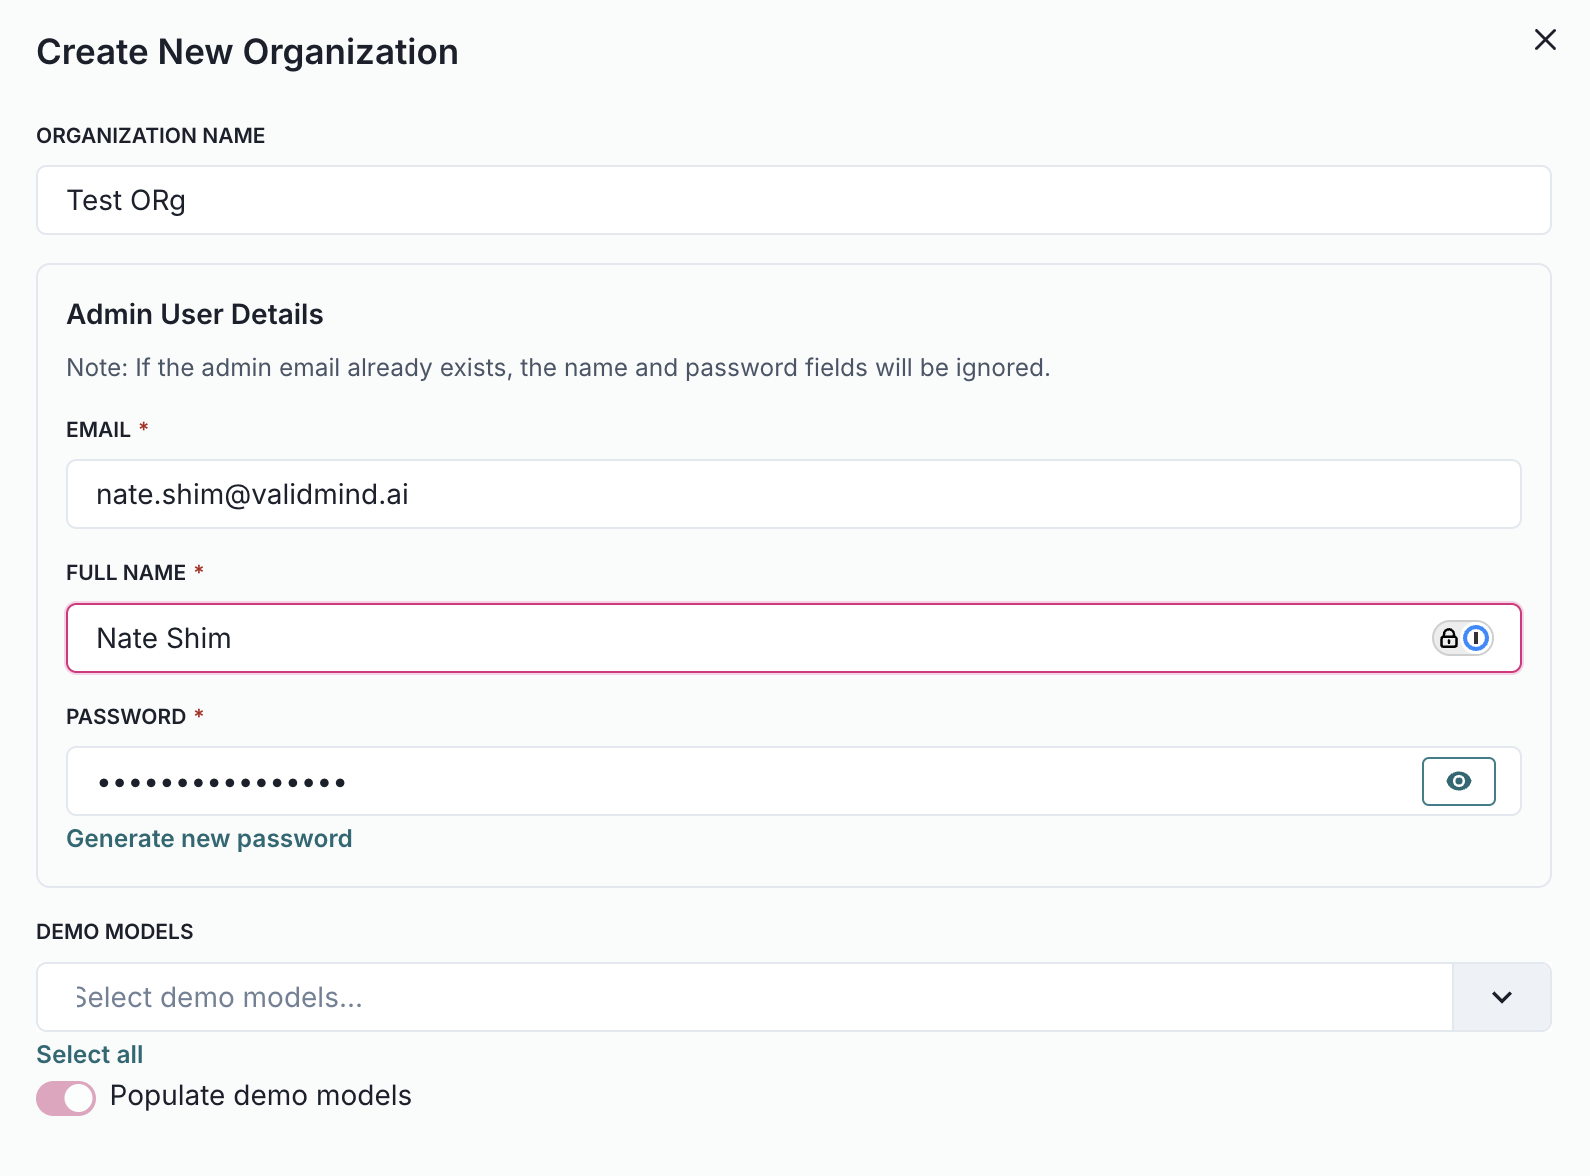 Create New Organization
ORGANIZATION NAME
Test ORg
Admin User Details
Note: If the admin email already exists, the name and password fields will be ignored.
EMAIL *
nate.shim@validmind.ai
FULL NAME *
Nate Shim
PASSWORD *
••••••••••••••••
Generate new password
DEMO MODELS
Select demo models...
Select all
Populate demo models